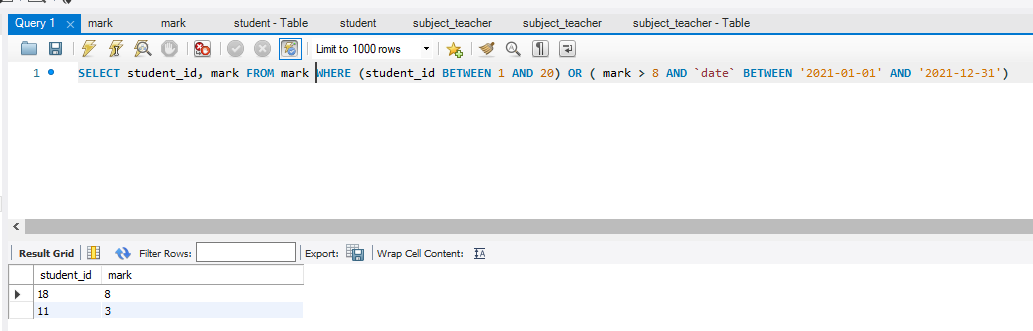 Query 1 mark mark student - Table student subject_teacher subject_teacher subject_teacher - Table
Limit to 1000 rows
1 SELECT student_id, mark FROM mark WHERE (student_id BETWEEN 1 AND 20) OR ( mark > 8 AND `date` BETWEEN '2021-01-01' AND '2021-12-31')
Result Grid Filter Rows: Export: Wrap Cell Content:
student_id mark
18 8
11 3